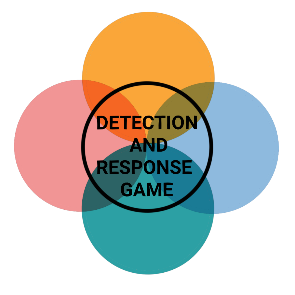 DETECTION
AND
RESPONSE
GAME